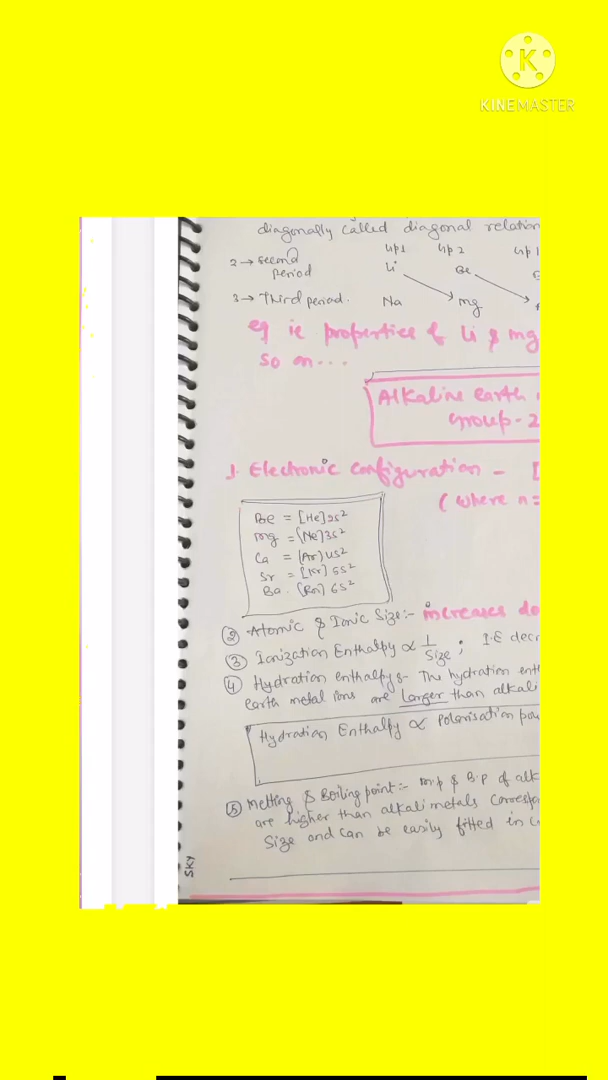 K
KINEMASTER
diagonally called diagonal relation
Gp1 Gp 2 Gp 1
2 → Second period Li Be
3 → Third period. Na mg
eg ie properties of Li & mg
so on...
Alkaline earth
Group-2
1. Electronic configuration - [
(where n=
Be = [He]2s²
mg = [Ne]3s²
Ca = [Ar]4s²
Sr = [Kr] 5s²
Ba. [Rn] 6s²
② Atomic & Ionic Size:- increases do
③ Ionization Enthalpy ∝ 1/Size ; I.E decr
④ Hydration enthalpy:- The hydration enth
earth metal Ions are larger than alkali
Hydration Enthalpy ∝ Polarisation pow
⑤ Melting & Boiling point:- m.p & B.p of alk
are higher than alkali metals Correspo
Size and can be easily fitted in
SKY